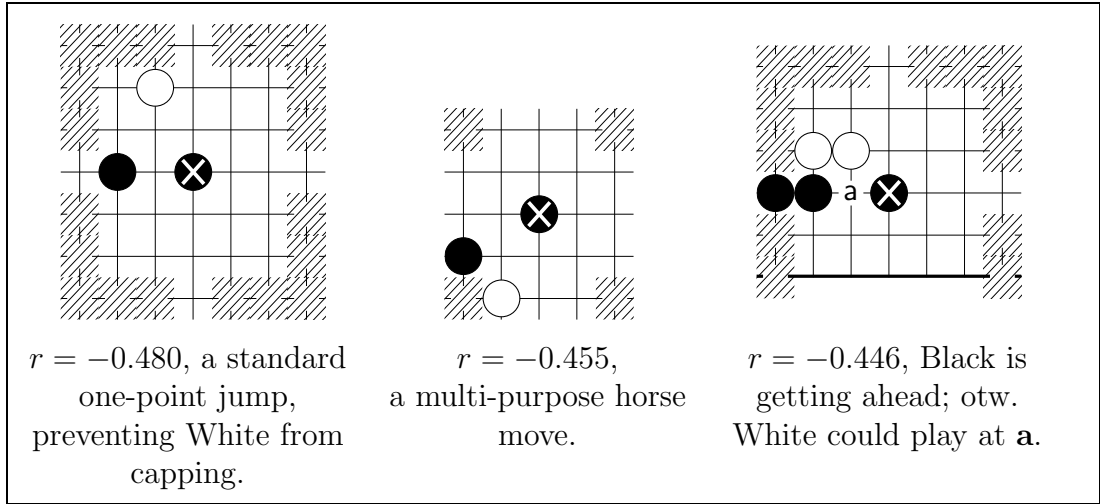 a
r = −0.480, a standard
one-point jump,
preventing White from
capping.
r = −0.455,
a multi-purpose horse
move.
r = −0.446, Black is
getting ahead; otw.
White could play at a.